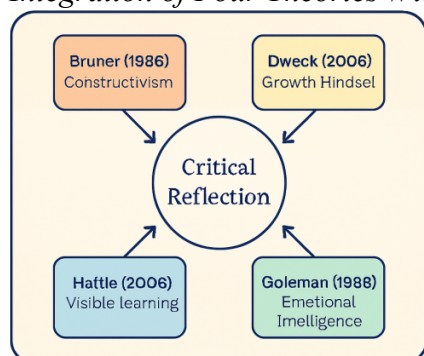 Integration of Four Theories Wi
Bruner (1986)
Constructivism
Dweck (2006)
Growth Hindsel
Critical
Reflection
Hattle (2006)
Visible learning
Goleman (1988)
Emetional
Imelligence